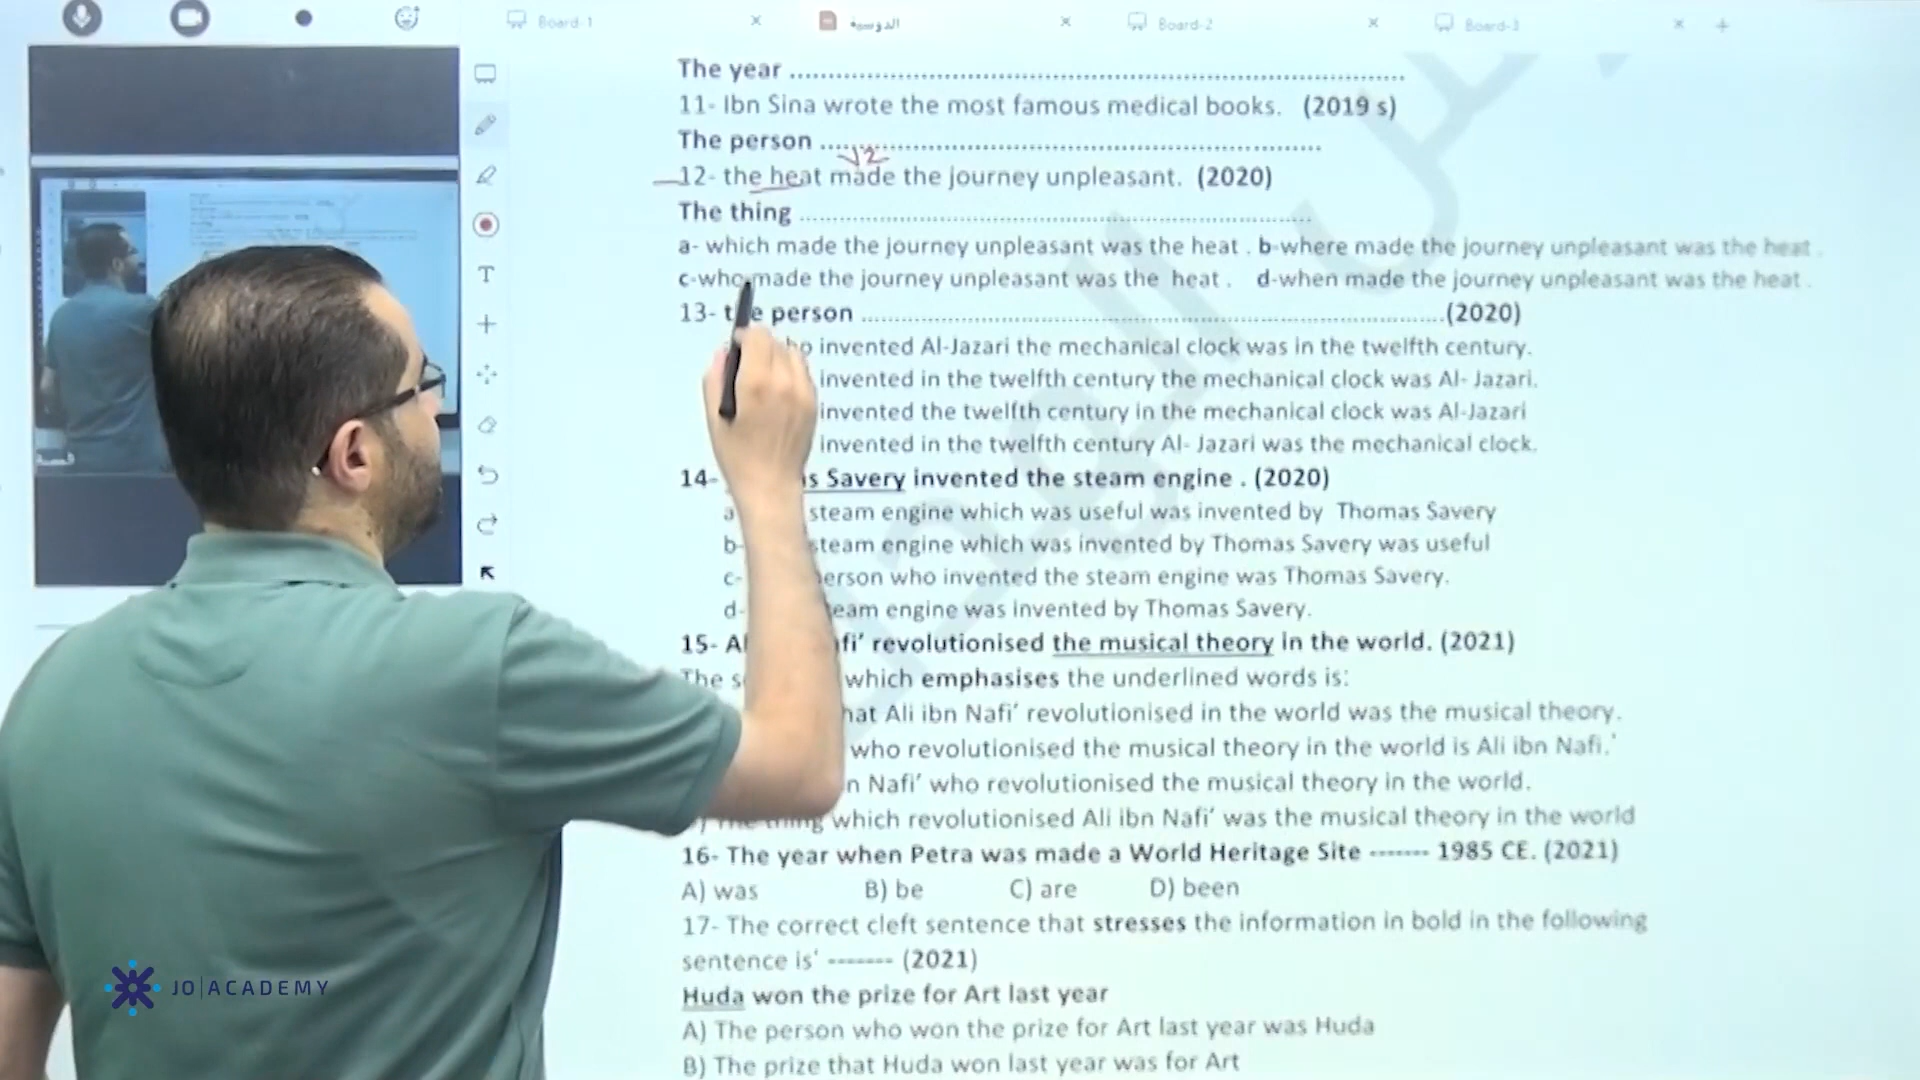 Board-1
الدوسية
Board-2
Board-3
The year ........................................................................................
11- Ibn Sina wrote the most famous medical books. (2019 s)
The person ........................................................................
V2
12- the heat made the journey unpleasant. (2020)
The thing .........................................................................
a- which made the journey unpleasant was the heat . b-where made the journey unpleasant was the heat .
c-who made the journey unpleasant was the heat . d-when made the journey unpleasant was the heat .
13- the person ....................................................................................(2020)
invented Al-Jazari the mechanical clock was in the twelfth century.
invented in the twelfth century the mechanical clock was Al- Jazari.
invented the twelfth century in the mechanical clock was Al-Jazari
invented in the twelfth century Al- Jazari was the mechanical clock.
14- Savery invented the steam engine . (2020)
a steam engine which was useful was invented by Thomas Savery
b- steam engine which was invented by Thomas Savery was useful
c- person who invented the steam engine was Thomas Savery.
d- steam engine was invented by Thomas Savery.
15- revolutionised the musical theory in the world. (2021)
The which emphasises the underlined words is:
that Ali ibn Nafi' revolutionised in the world was the musical theory.
who revolutionised the musical theory in the world is Ali ibn Nafi.'
Nafi' who revolutionised the musical theory in the world.
The thing which revolutionised Ali ibn Nafi' was the musical theory in the world
16- The year when Petra was made a World Heritage Site ------- 1985 CE. (2021)
A) was B) be C) are D) been
17- The correct cleft sentence that stresses the information in bold in the following
sentence is' ------- (2021)
Huda won the prize for Art last year
A) The person who won the prize for Art last year was Huda
B) The prize that Huda won last year was for Art
JO ACADEMY